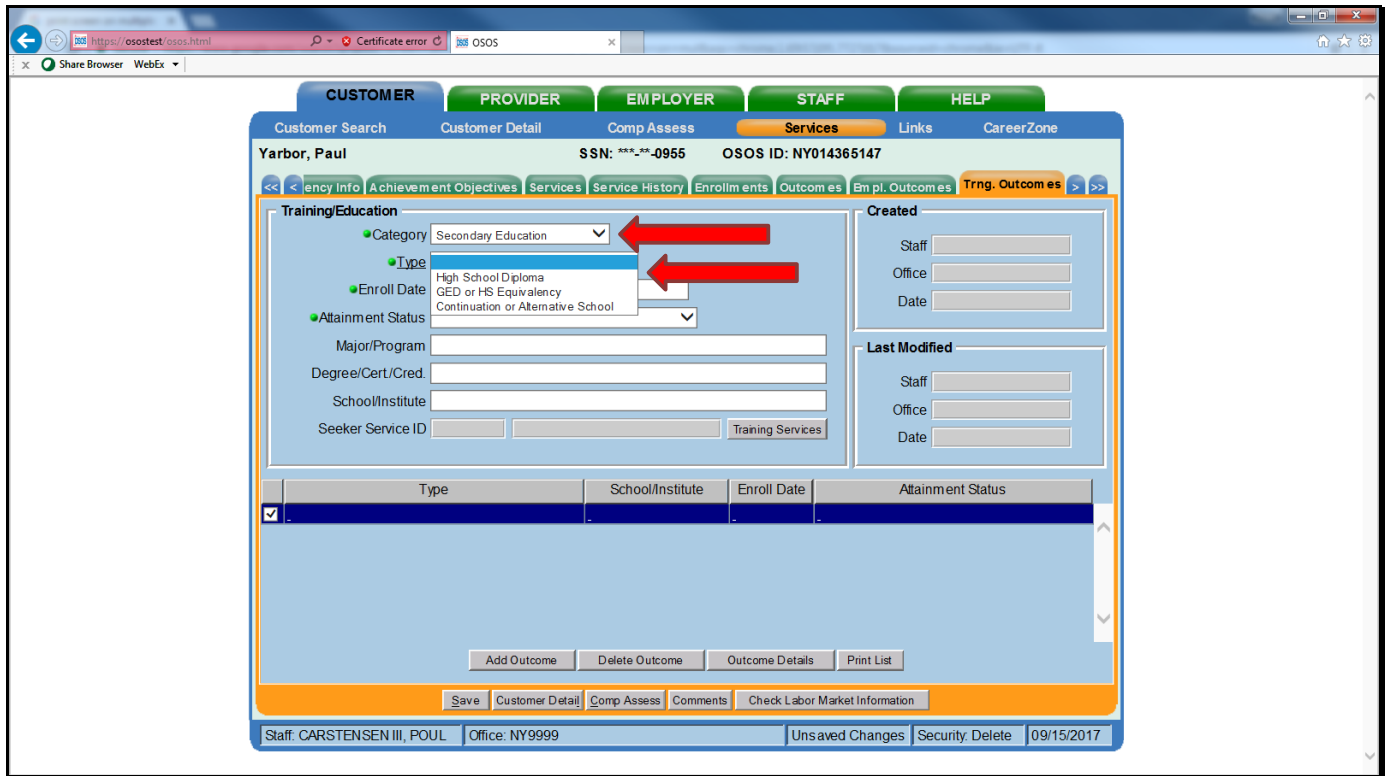 https://osostest/osos.html
Certificate error
OSOS
Share Browser WebEx
CUSTOMER PROVIDER EMPLOYER STAFF HELP
Customer Search Customer Detail Comp Assess Services Links CareerZone
Yarbor, Paul SSN: ***-**-0955 OSOS ID: NY014365147
<< < ency Info Achievement Objectives Services Service History Enrollments Outcomes Empl. Outcomes Trng. Outcomes > >>
Training/Education
Category Secondary Education
Type
High School Diploma
GED or HS Equivalency
Continuation or Alternative School
Enroll Date
Attainment Status
Major/Program
Degree/Cert./Cred.
School/Institute
Seeker Service ID Training Services
Created
Staff
Office
Date
Last Modified
Staff
Office
Date
Type School/Institute Enroll Date Attainment Status
- - - -
Add Outcome Delete Outcome Outcome Details Print List
Save Customer Detail Comp Assess Comments Check Labor Market Information
Staff: CARSTENSEN III, POUL Office: NY9999 Unsaved Changes Security: Delete 09/15/2017